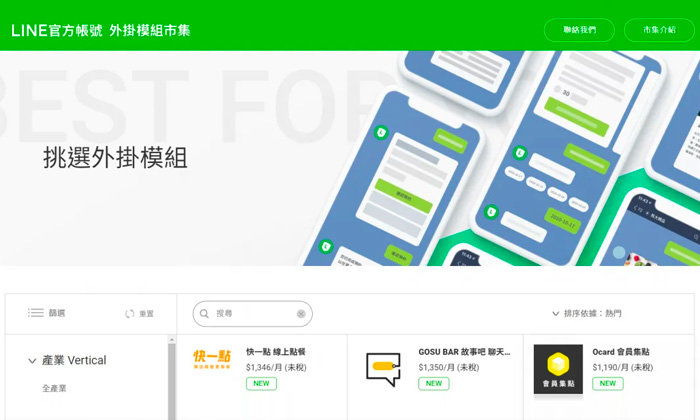 LINE官方帳號 外掛模組市集
聯絡我們
市集介紹
BEST FOR
挑選外掛模組
篩選
重置
搜尋
排序依據：熱門
產業 Vertical
全產業
快一點
快一點 線上點餐
$1,346/月 (未稅)
NEW
GOSU BAR 故事吧 聊天...
$1,350/月 (未稅)
NEW
會員集點
Ocard 會員集點
$1,190/月 (未稅)
NEW